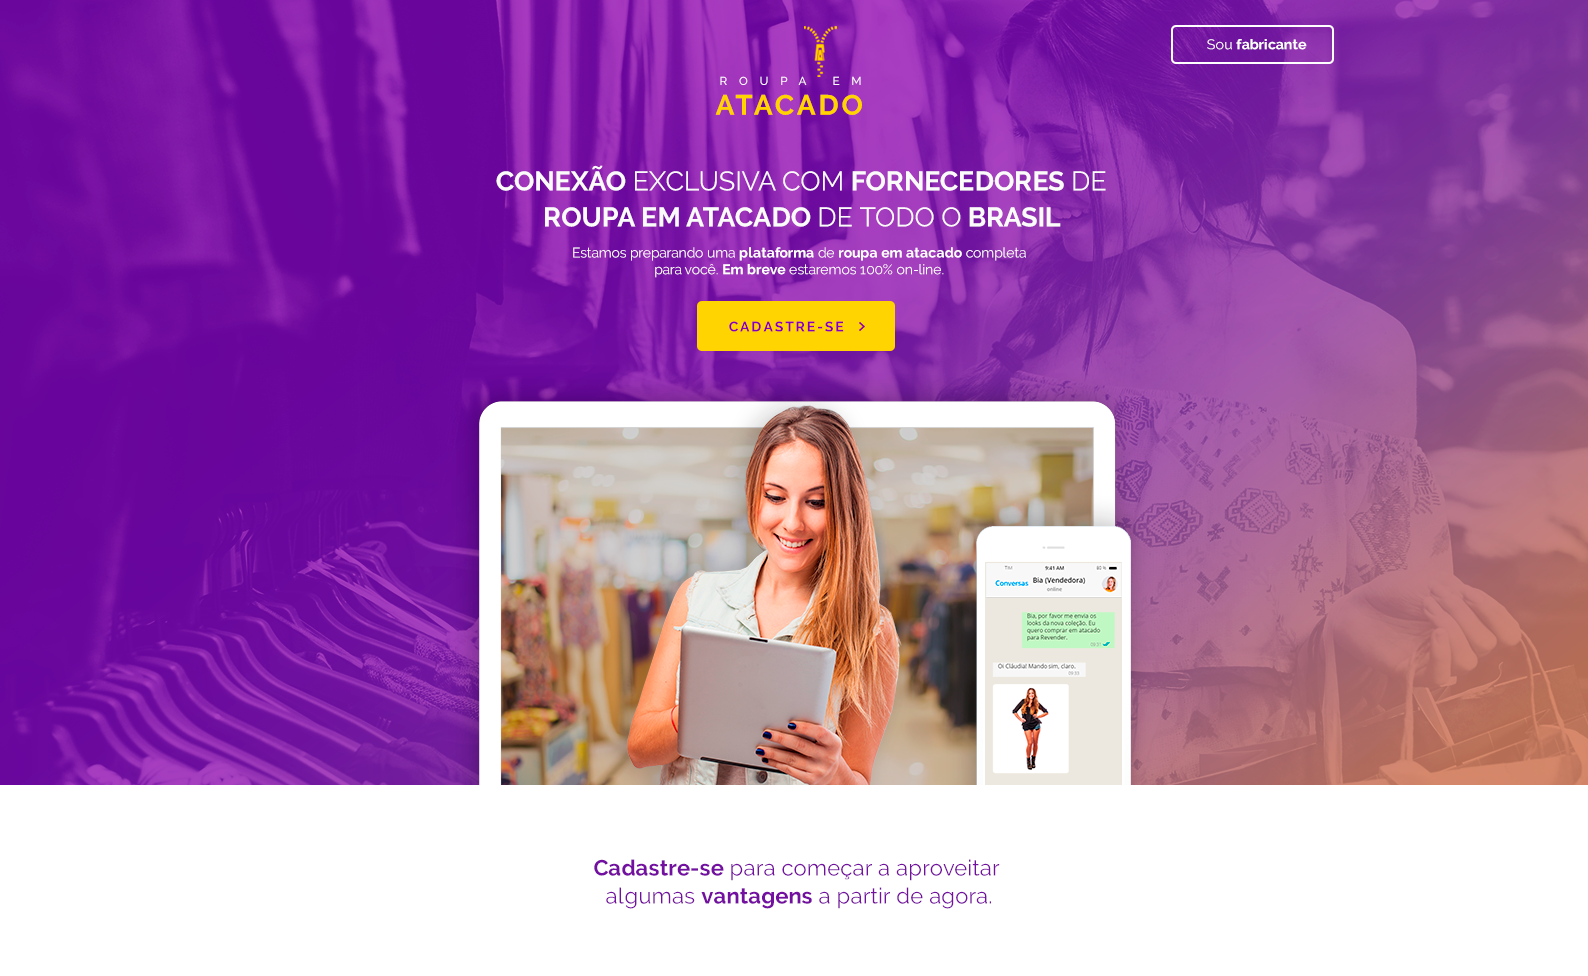 Sou fabricante
ROUPA EM
ATACADO
CONEXÃO EXCLUSIVA COM FORNECEDORES DE
ROUPA EM ATACADO DE TODO O BRASIL
Estamos preparando uma plataforma de roupa em atacado completa
para você. Em breve estaremos 100% on-line.
CADASTRE-SE
TIM 9:41 AM 82%
Conversas Bia (Vendedora)
online
Bia, por favor me envia os
looks da nova coleção. Eu
quero comprar em atacado
para Revender.
Oi Cláudia! Mando sim, claro.
Cadastre-se para começar a aproveitar
algumas vantagens a partir de agora.